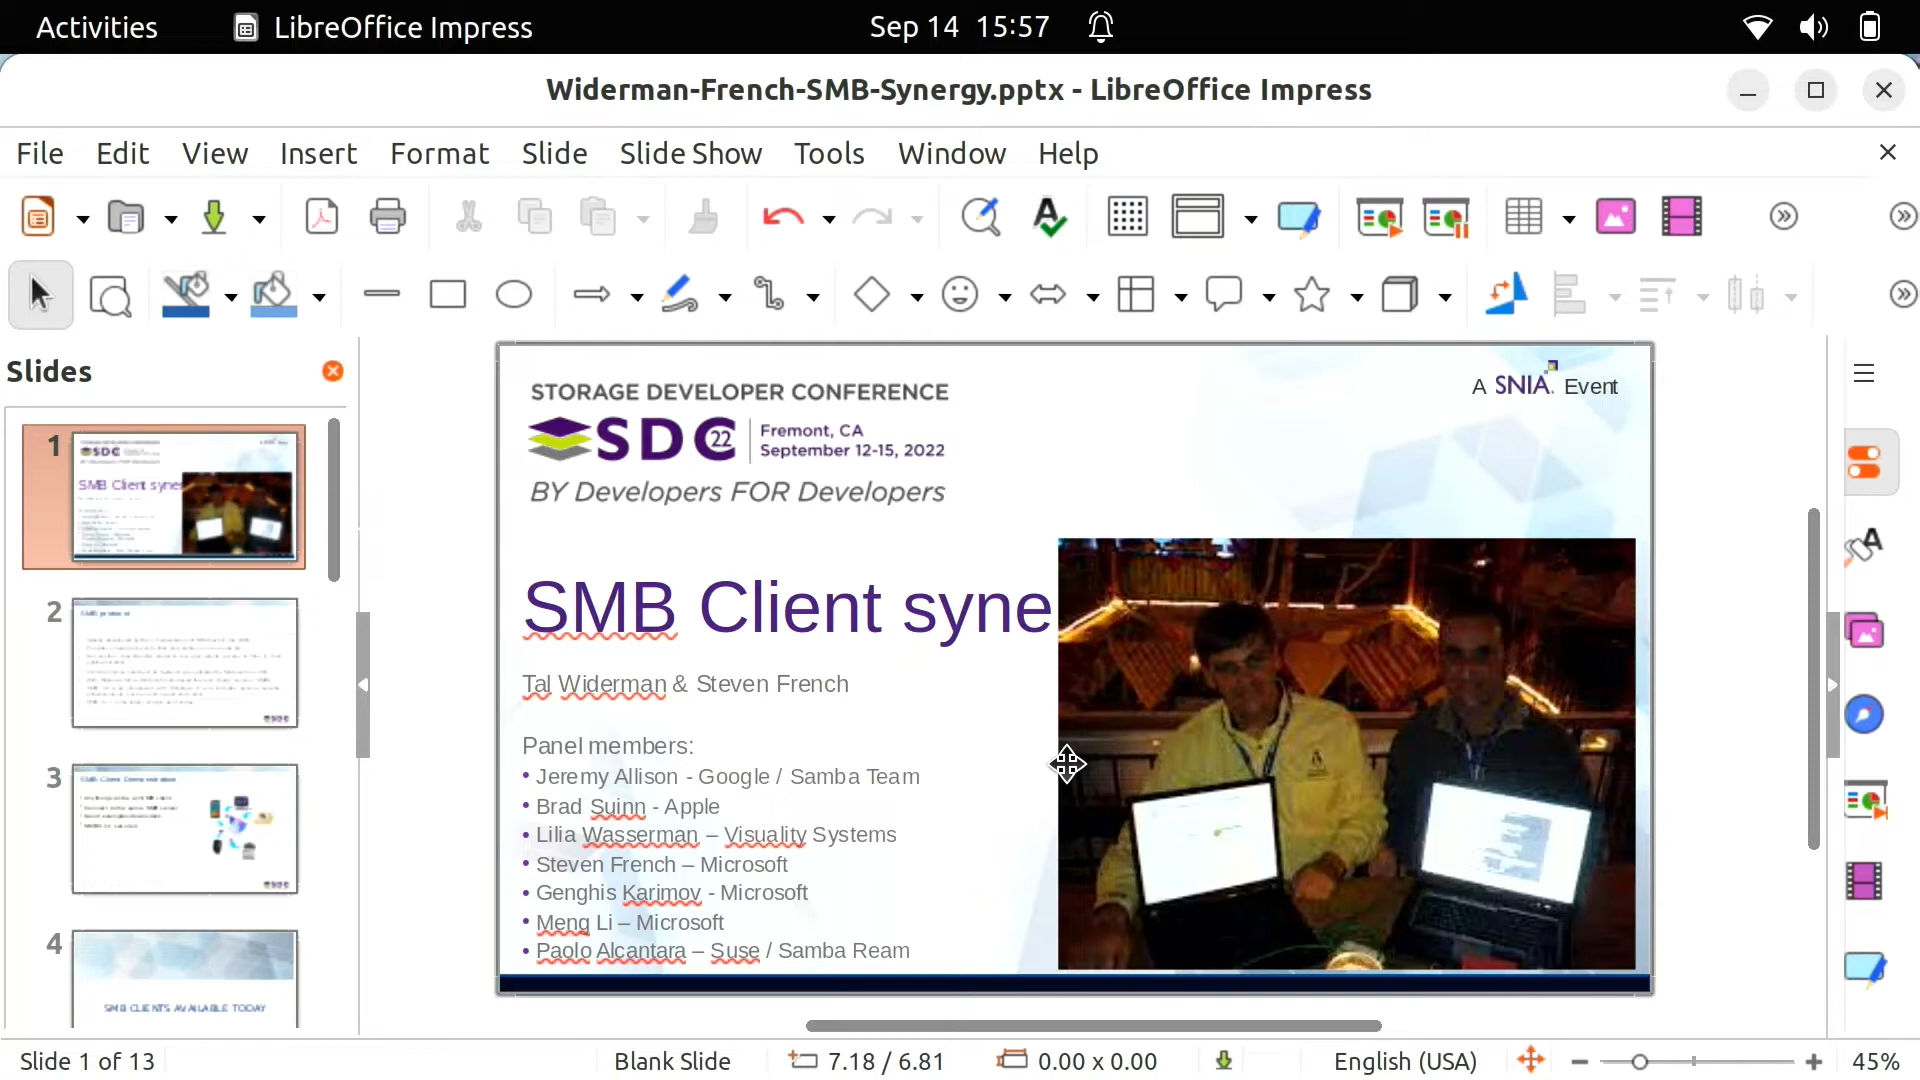 Activities
LibreOffice Impress
Sep 14 15:57
Widerman-French-SMB-Synergy.pptx - LibreOffice Impress
File Edit View Insert Format Slide Slide Show Tools Window Help
Slides
1
2
3
4
SMB CLIENTS AVAILABLE TODAY
STORAGE DEVELOPER CONFERENCE
SDC 22
Fremont, CA
September 12-15, 2022
BY Developers FOR Developers
A SNIA. Event
SMB Client syne
Tal Widerman & Steven French
Panel members:
• Jeremy Allison - Google / Samba Team
• Brad Suinn - Apple
• Lilia Wasserman – Visuality Systems
• Steven French – Microsoft
• Genghis Karimov - Microsoft
• Meng Li – Microsoft
• Paolo Alcantara – Suse / Samba Ream
Slide 1 of 13
Blank Slide
7.18 / 6.81
0.00 x 0.00
English (USA)
45%